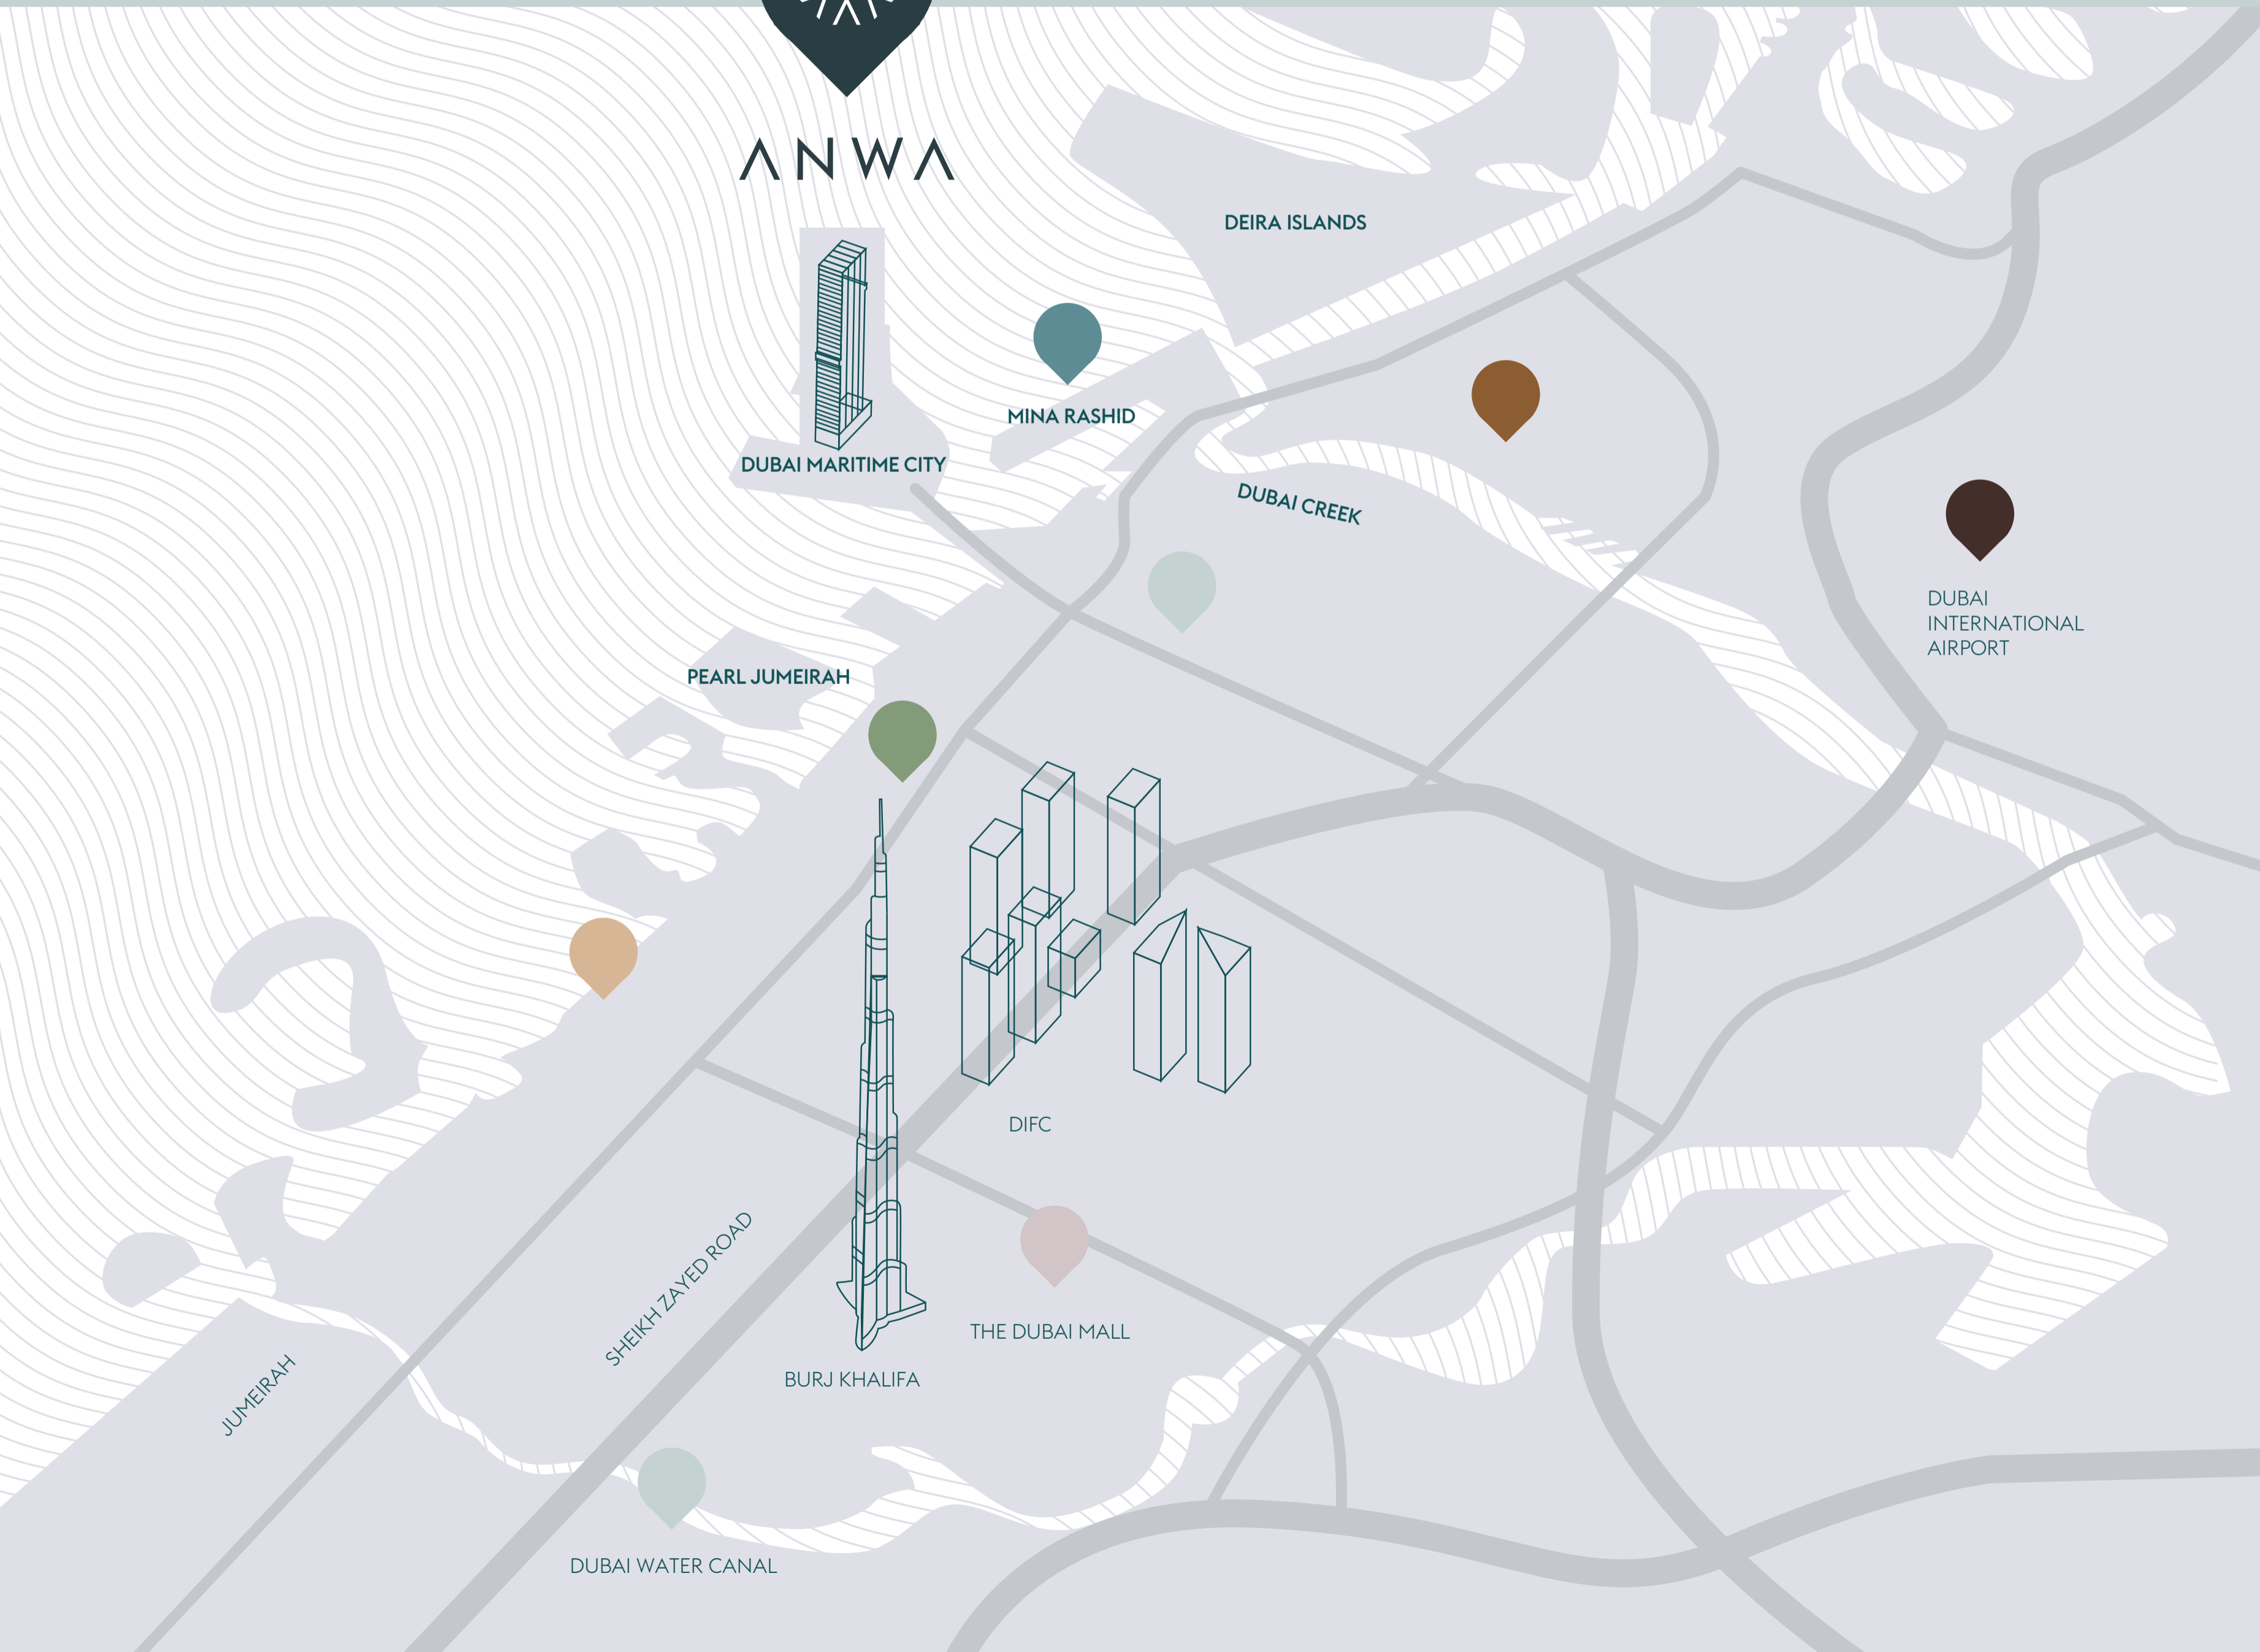 ANWA
DEIRA ISLANDS
MINA RASHID
DUBAI MARITIME CITY
DUBAI CREEK
DUBAI
INTERNATIONAL
AIRPORT
PEARL JUMEIRAH
DIFC
SHEIKH ZAYED ROAD
THE DUBAI MALL
BURJ KHALIFA
JUMEIRAH
DUBAI WATER CANAL